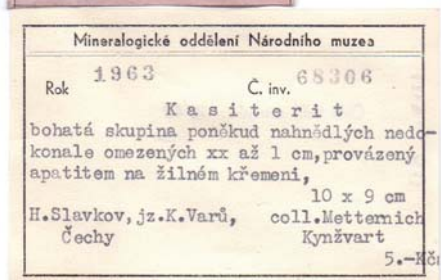 Mineralogické oddělení Národního muzea
Rok 1963 Č. inv. 68306
Kasiterit
bohatá skupina poněkud nahnědlých nedo-
konale omezených xx až 1 cm, provázený
apatitem na žilném křemeni,
10 x 9 cm
H.Slavkov, jz.K.Varů, coll.Metternich
Čechy Kynžvart
5.-Kčs